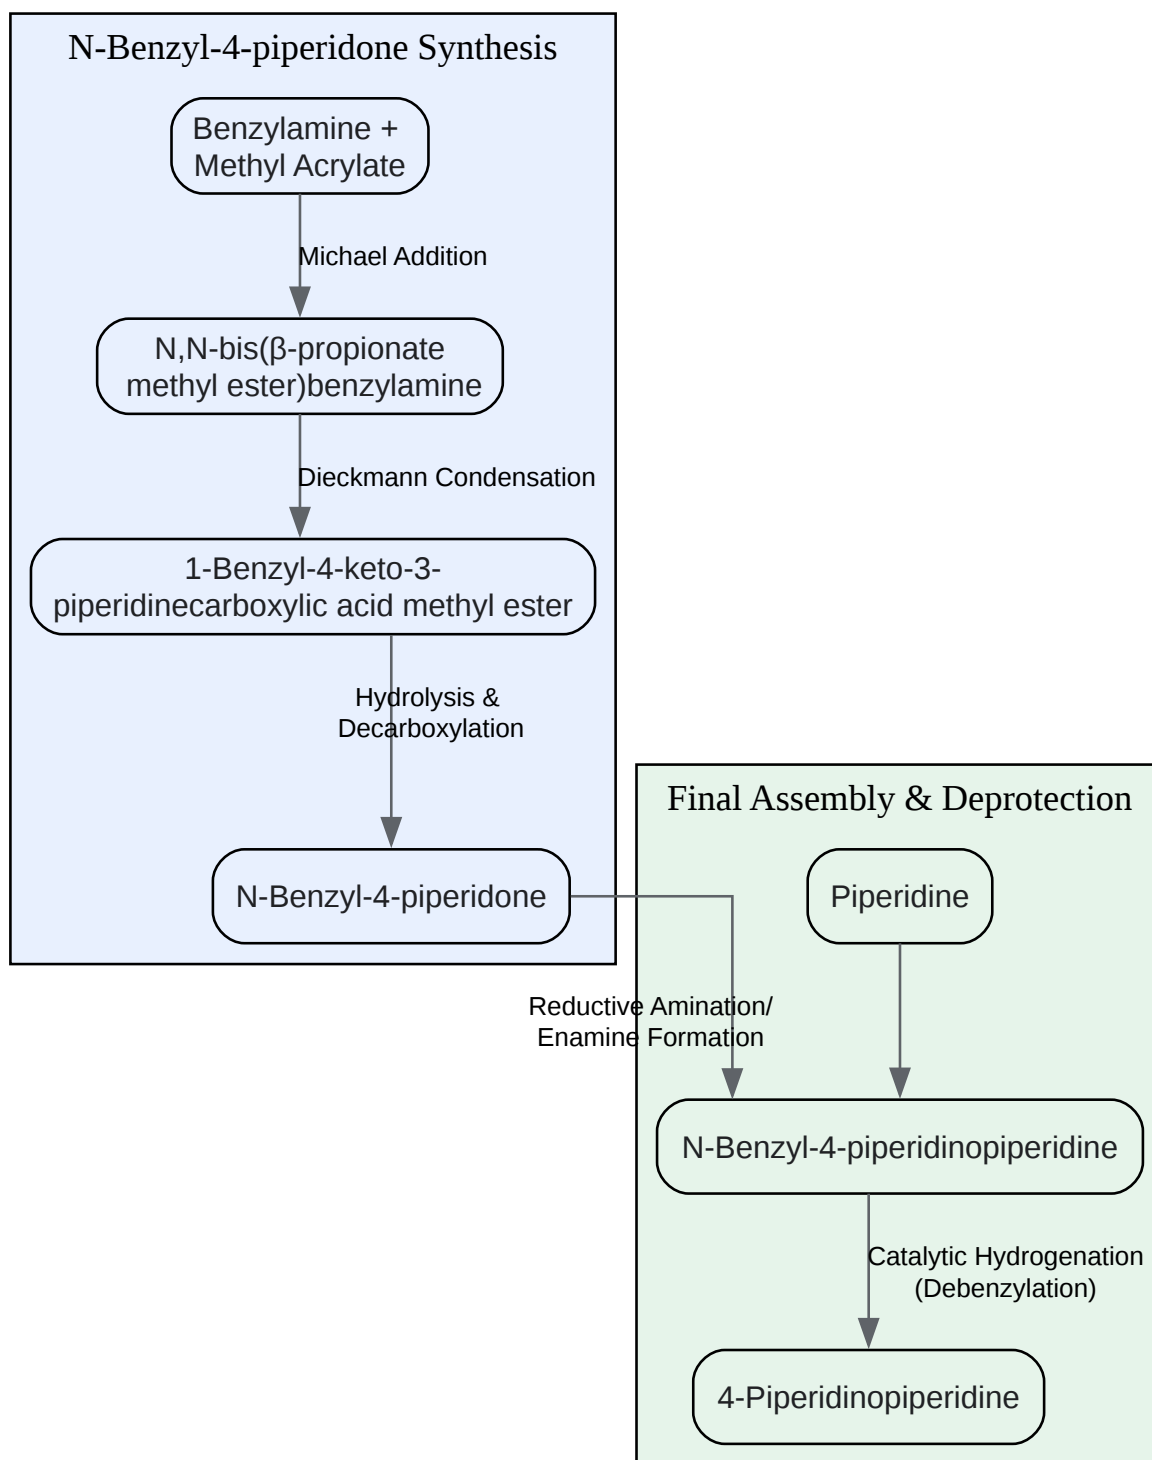 N-Benzyl-4-piperidone Synthesis
Benzylamine +
Methyl Acrylate
Michael Addition
N,N-bis(β-propionate
methyl ester)benzylamine
Dieckmann Condensation
1-Benzyl-4-keto-3-
piperidinecarboxylic acid methyl ester
Hydrolysis &
Decarboxylation
N-Benzyl-4-piperidone
Final Assembly & Deprotection
Piperidine
Reductive Amination/
Enamine Formation
N-Benzyl-4-piperidinopiperidine
Catalytic Hydrogenation
(Debenzylation)
4-Piperidinopiperidine